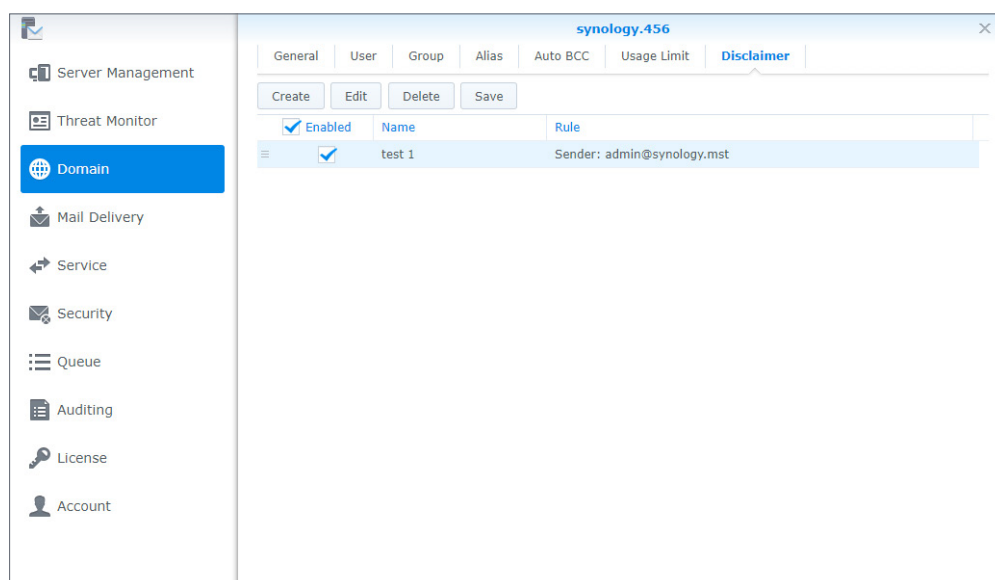 synology.456
General User Group Alias Auto BCC Usage Limit Disclaimer
Create Edit Delete Save
Enabled Name Rule
test 1 Sender: admin@synology.mst
Server Management
Threat Monitor
Domain
Mail Delivery
Service
Security
Queue
Auditing
License
Account